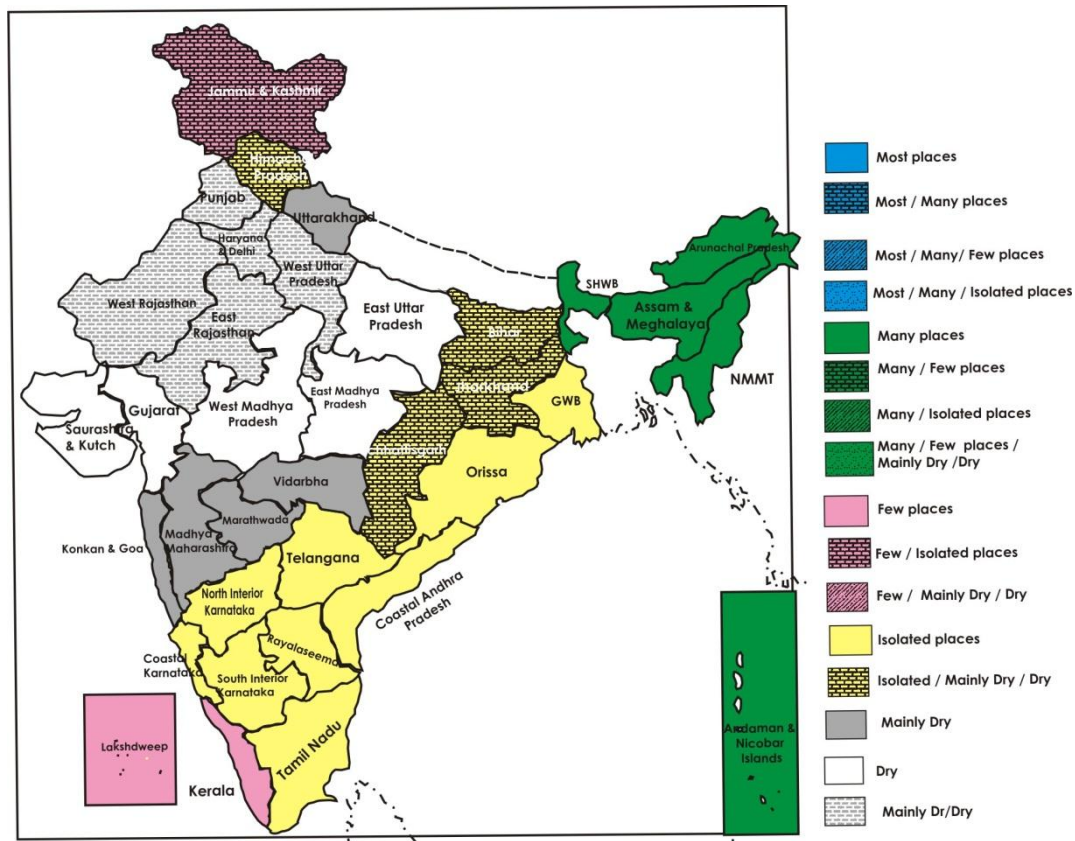 Jammu & Kashmir
Himachal
Pradesh
Punjab
Uttarakhand
Haryana
& Delhi
West Uttar
Pradesh
Arunachal Pradesh
SHWB
West Rajasthan
East
Rajasthan
East Uttar
Pradesh
Assam &
Meghalaya
Bihar
NMMT
Jharkhand
East Madhya
Pradesh
Gujarat
West Madhya
Pradesh
GWB
Saurashtra
& Kutch
Chhattisgarh
Orissa
Vidarbha
Marathwada
Madhya
Maharashtra
Konkan & Goa
Telangana
North Interior
Karnataka
Coastal Andhra
Pradesh
Rayalaseema
Coastal
Karnataka
South Interior
Karnataka
Tamil Nadu
Lakshdweep
Kerala
Andaman &
Nicobar
Islands
Most places
Most / Many places
Most / Many/ Few places
Most / Many / Isolated places
Many places
Many / Few places
Many / Isolated places
Many / Few places /
Mainly Dry /Dry
Few places
Few / Isolated places
Few / Mainly Dry / Dry
Isolated places
Isolated / Mainly Dry / Dry
Mainly Dry
Dry
Mainly Dr/Dry